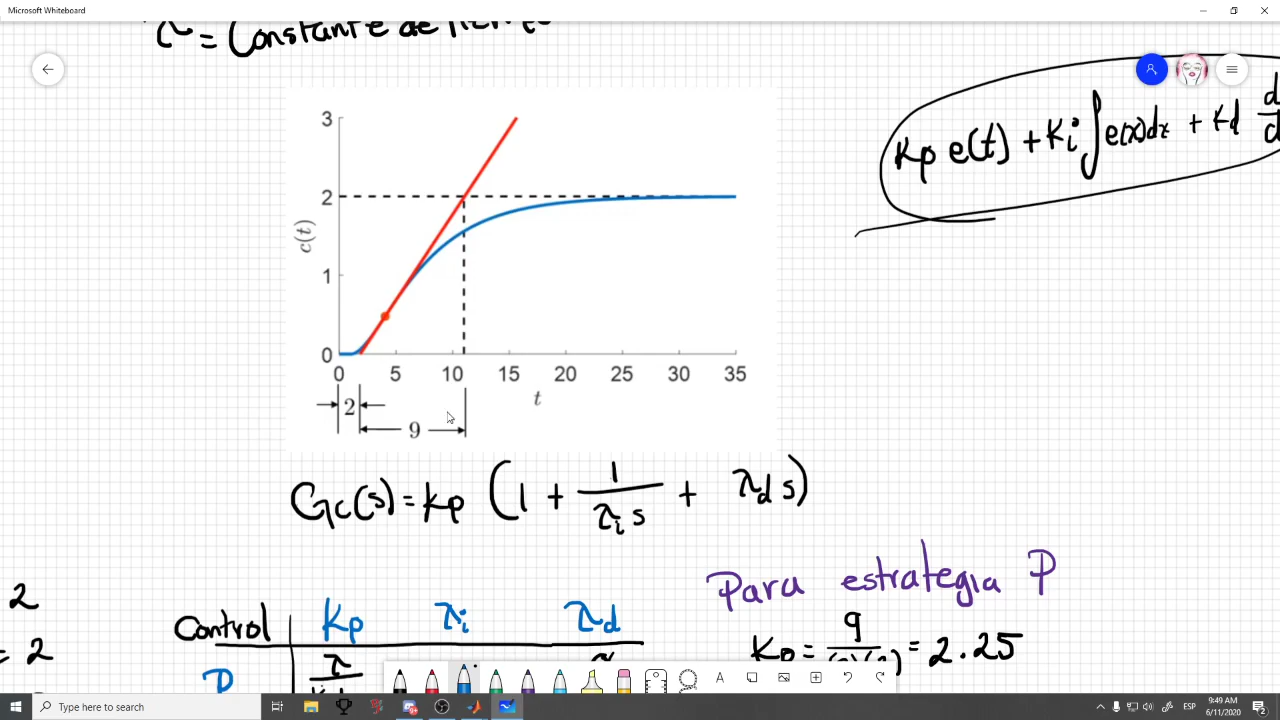 Microsoft Whiteboard
τ = Constante de Tiempo
Kp e(t) + Ki ∫ e(x)dx + Kd d
3
2
1
0
c(t)
0 5 10 15 20 25 30 35
t
2
9
Gc(s) = Kp (1 + 1/τi s + τd s)
2
= 2
Para estrategia P
Control Kp τi τd
P τ
Kp = 9 = 2.25
Type here to search
ESP
9:49 AM
6/11/2020
2